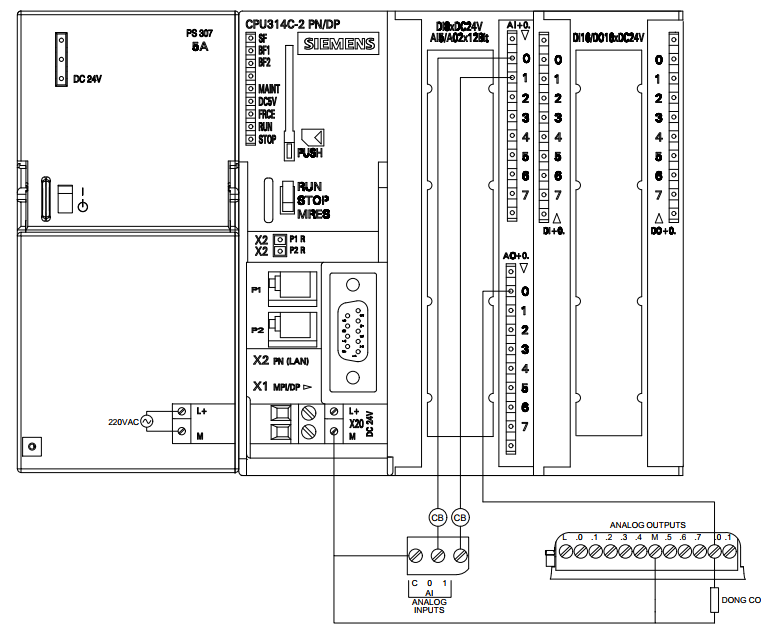 PS 307
5A
DC 24V
I
220VAC
L+
M
CPU314C-2 PN/DP
SIEMENS
SF
BF1
BF2
MAINT
DC5V
FRCE
RUN
STOP
PUSH
RUN
STOP
MRES
X2 P1 R
X2 P2 R
P1
P2
X2 PN (LAN)
X1 MPI/DP
L+
X20
M
DC 24V
DI8xDC24V
AI5/AO2x12Bit
AI+0.
0
1
2
3
4
5
6
7
AO+0.
0
1
2
3
4
5
6
7
DI16/DO16xDC24V
0
1
2
3
4
5
6
7
DI+0.
0
1
2
3
4
5
6
7
DO+0.
CB CB
C 0 1
AI
ANALOG
INPUTS
ANALOG OUTPUTS
L .0 .1 .2 .3 .4 M .5 .6 .7 .0 .1
DONG CO